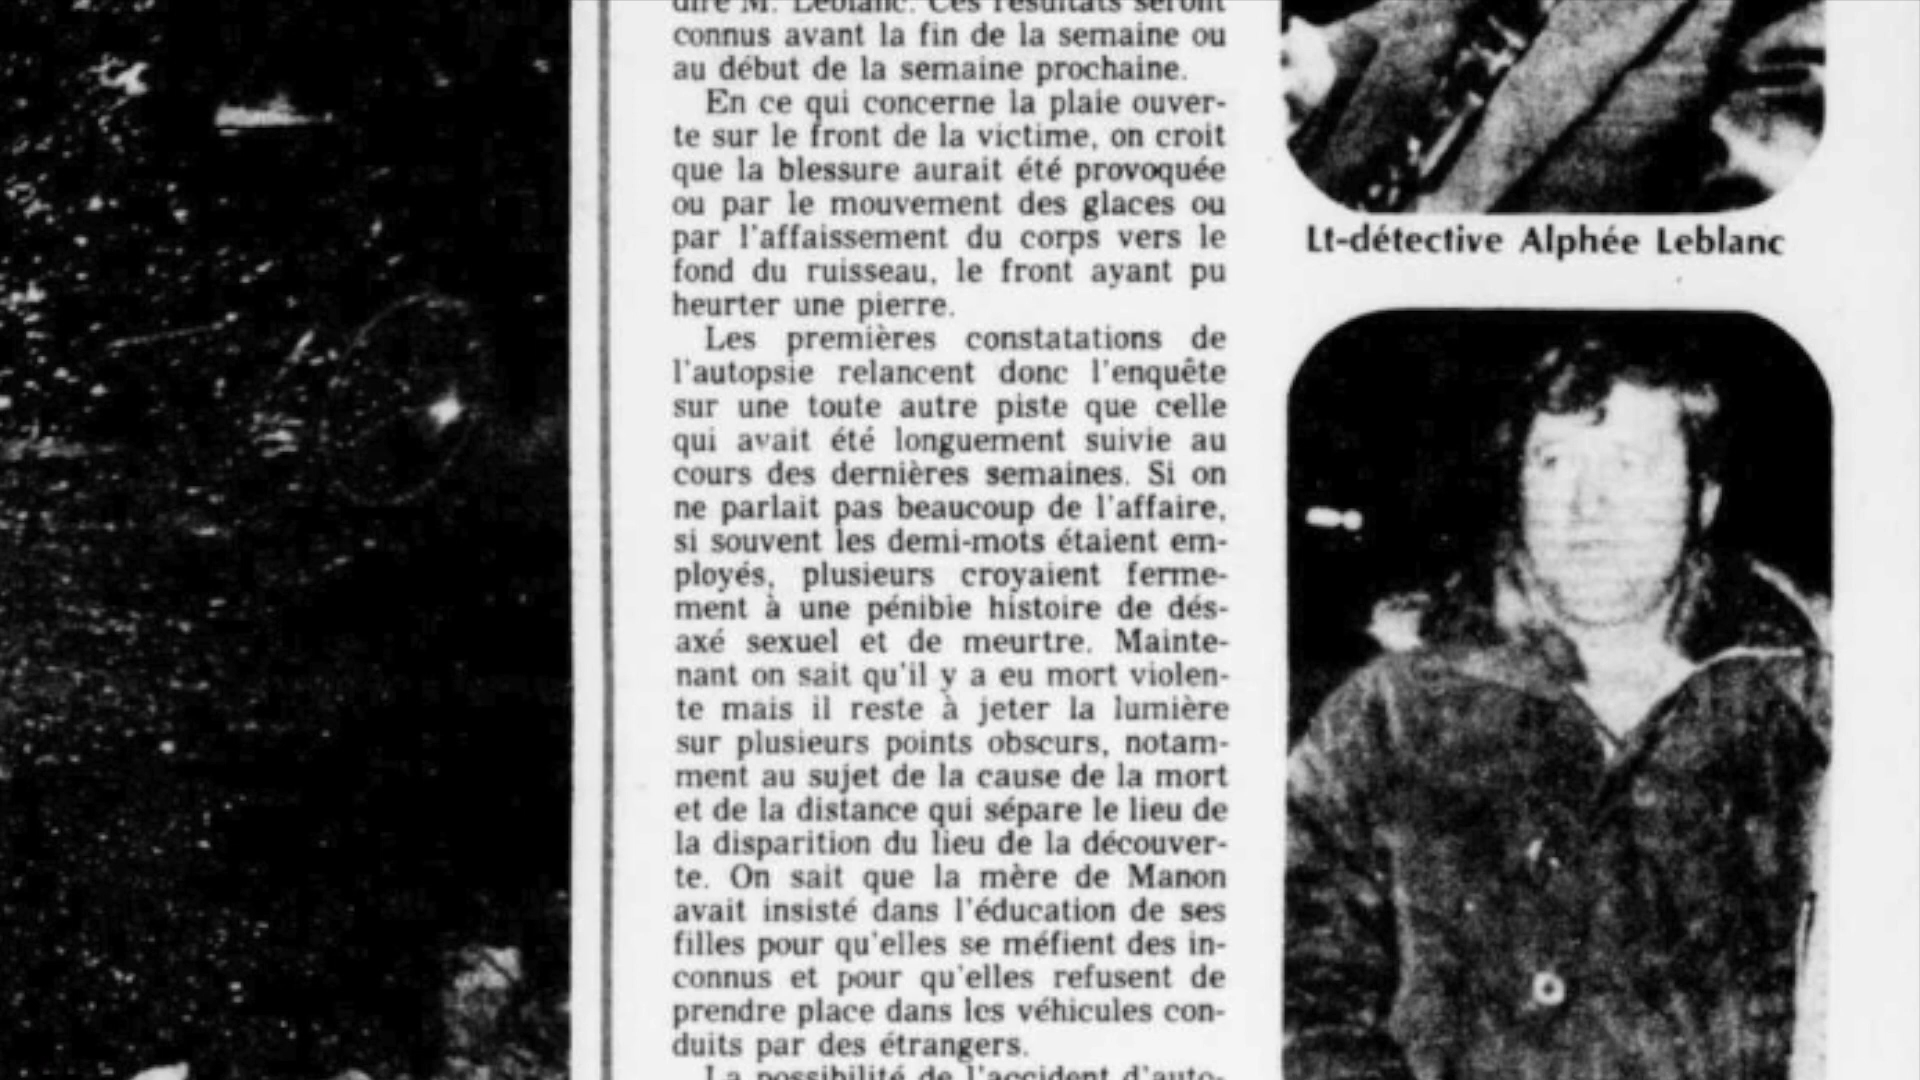 dire M. Leblanc. Ces résultats seront
connus avant la fin de la semaine ou
au début de la semaine prochaine.
En ce qui concerne la plaie ouver-
te sur le front de la victime, on croit
que la blessure aurait été provoquée
ou par le mouvement des glaces ou
par l'affaissement du corps vers le
fond du ruisseau, le front ayant pu
heurter une pierre.
Les premières constatations de
l'autopsie relancent donc l'enquête
sur une toute autre piste que celle
qui avait été longuement suivie au
cours des dernières semaines. Si on
ne parlait pas beaucoup de l'affaire,
si souvent les demi-mots étaient em-
ployés, plusieurs croyaient ferme-
ment à une pénible histoire de dés-
axé sexuel et de meurtre. Mainte-
nant on sait qu'il y a eu mort violen-
te mais il reste à jeter la lumière
sur plusieurs points obscurs, notam-
ment au sujet de la cause de la mort
et de la distance qui sépare le lieu de
la disparition du lieu de la découver-
te. On sait que la mère de Manon
avait insisté dans l'éducation de ses
filles pour qu'elles se méfient des in-
connus et pour qu'elles refusent de
prendre place dans les véhicules con-
duits par des étrangers.
La possibilité de l'accident d'auto-
Lt-détective Alphée Leblanc